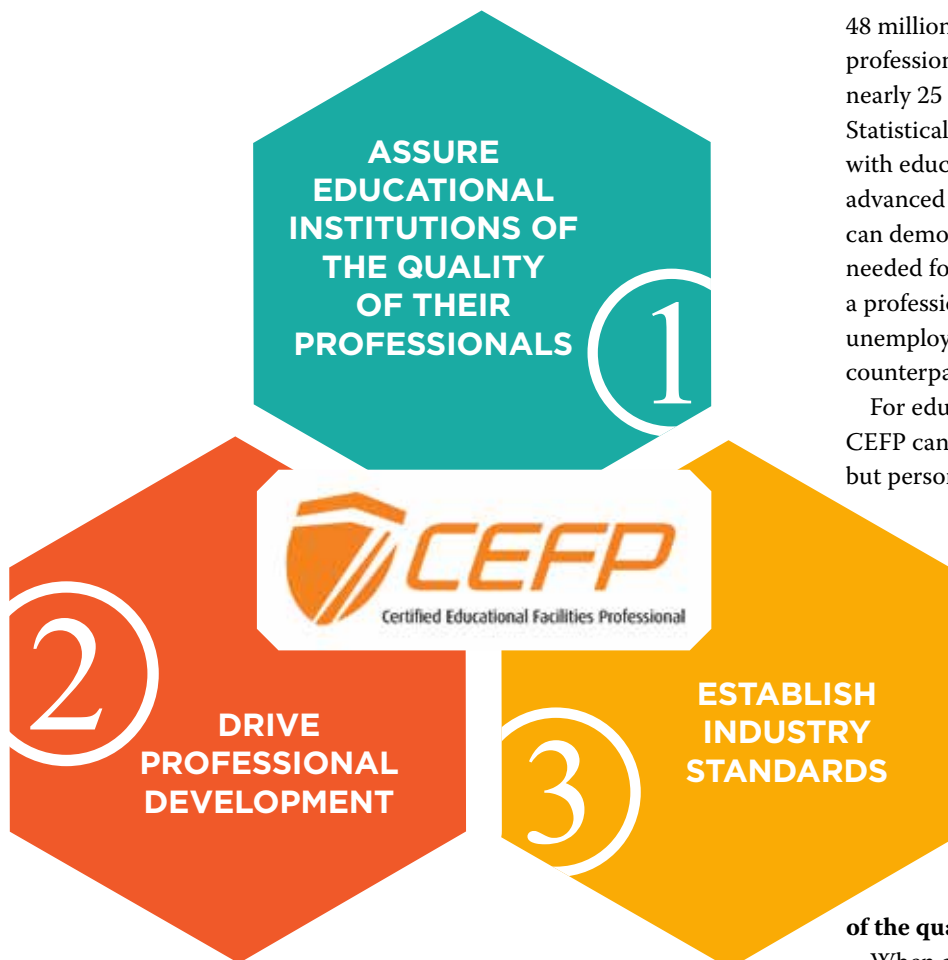 ASSURE
EDUCATIONAL
INSTITUTIONS OF
THE QUALITY
OF THEIR
PROFESSIONALS
1
CEFP
Certified Educational Facilities Professional
2
DRIVE
PROFESSIONAL
DEVELOPMENT
3
ESTABLISH
INDUSTRY
STANDARDS
48 million
profession
nearly 25
Statistical
with educ
advanced
can demo
needed fo
a professi
unemploy
counterpa
For edu
CEFP can
but person
of the qua
When